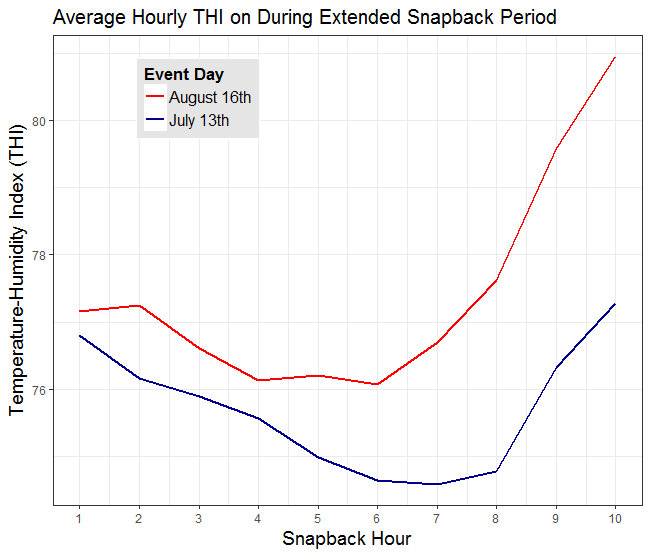 Average Hourly THI on During Extended Snapback Period
Event Day
August 16th
July 13th
Temperature-Humidity Index (THI)
80
78
76
1 2 3 4 5 6 7 8 9 10
Snapback Hour